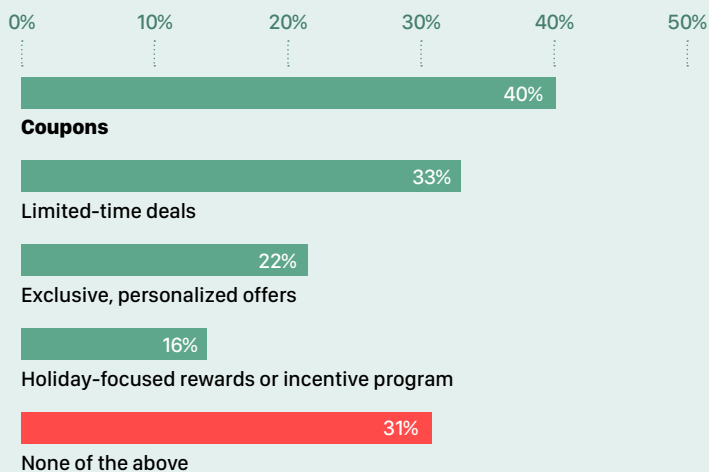 0% 10% 20% 30% 40% 50%
40%
Coupons
33%
Limited-time deals
22%
Exclusive, personalized offers
16%
Holiday-focused rewards or incentive program
31%
None of the above